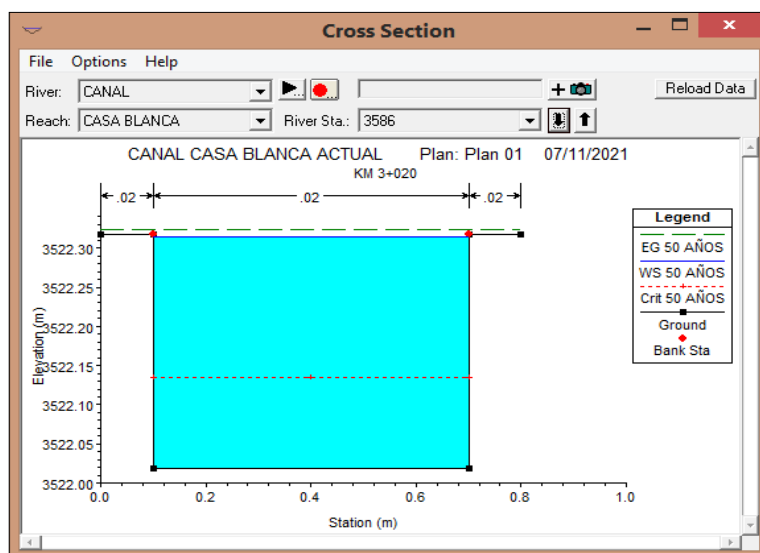 Cross Section
File Options Help
River: CANAL Reload Data
Reach: CASA BLANCA River Sta.: 3586
CANAL CASA BLANCA ACTUAL Plan: Plan 01 07/11/2021
KM 3+020
.02 .02 .02
Legend
EG 50 AÑOS
WS 50 AÑOS
Crit 50 AÑOS
Ground
Bank Sta
3522.30
3522.25
3522.20
3522.15
3522.10
3522.05
3522.00
Elevation (m)
0.0 0.2 0.4 0.6 0.8 1.0
Station (m)